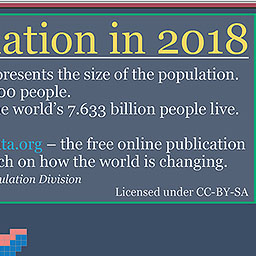 ation in 2018
presents the size of the population.
00 people.
e world's 7.633 billion people live.
ta.org – the free online publication
ch on how the world is changing.
ulation Division
Licensed under CC-BY-SA